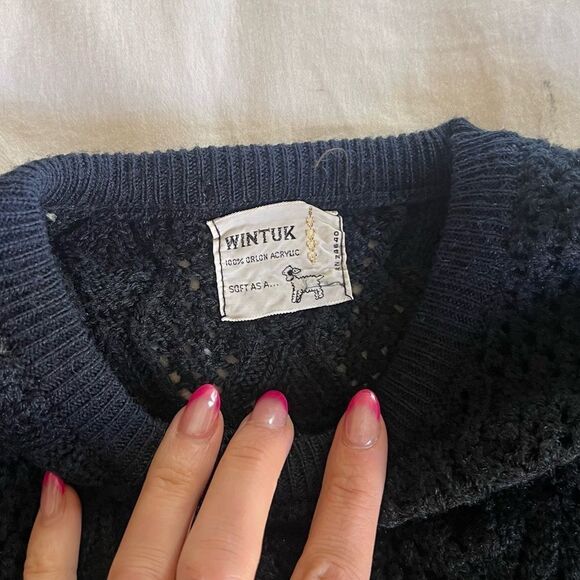 WINTUK
100% ORLON ACRYLIC
SOFT AS A...